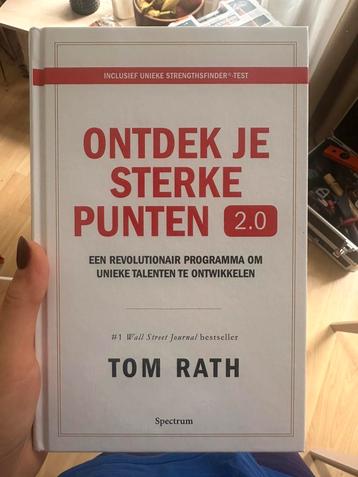 INCLUSIEF UNIEKE STRENGTHSFINDER®-TEST
ONTDEK JE
STERKE
PUNTEN 2.0
EEN REVOLUTIONAIR PROGRAMMA OM
UNIEKE TALENTEN TE ONTWIKKELEN
#1 Wall Street Journal bestseller
TOM RATH
Spectrum